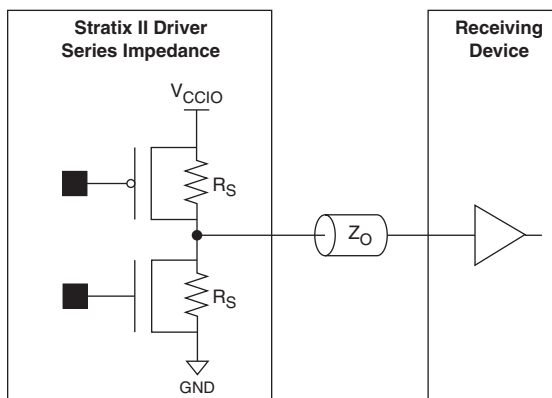 Stratix II Driver
Series Impedance
Receiving
Device
VCCIO
RS
ZO
RS
GND